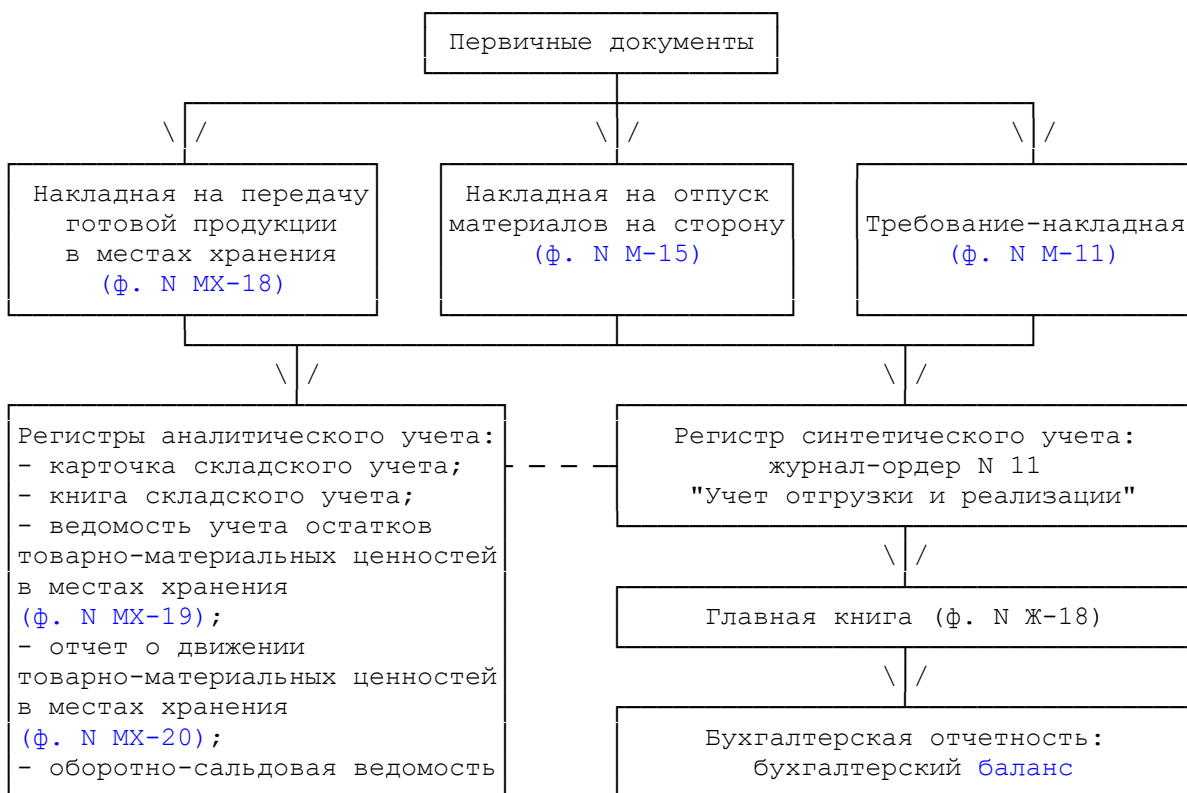 Первичные документы
Накладная на передачу
готовой продукции
в местах хранения
(ф. N МХ-18)
Накладная на отпуск
материалов на сторону
(ф. N М-15)
Требование-накладная
(ф. N М-11)
Регистры аналитического учета:
- карточка складского учета;
- книга складского учета;
- ведомость учета остатков
товарно-материальных ценностей
в местах хранения
(ф. N МХ-19);
- отчет о движении
товарно-материальных ценностей
в местах хранения
(ф. N МХ-20);
- оборотно-сальдовая ведомость
Регистр синтетического учета:
журнал-ордер N 11
"Учет отгрузки и реализации"
Главная книга (ф. N Ж-18)
Бухгалтерская отчетность:
бухгалтерский баланс